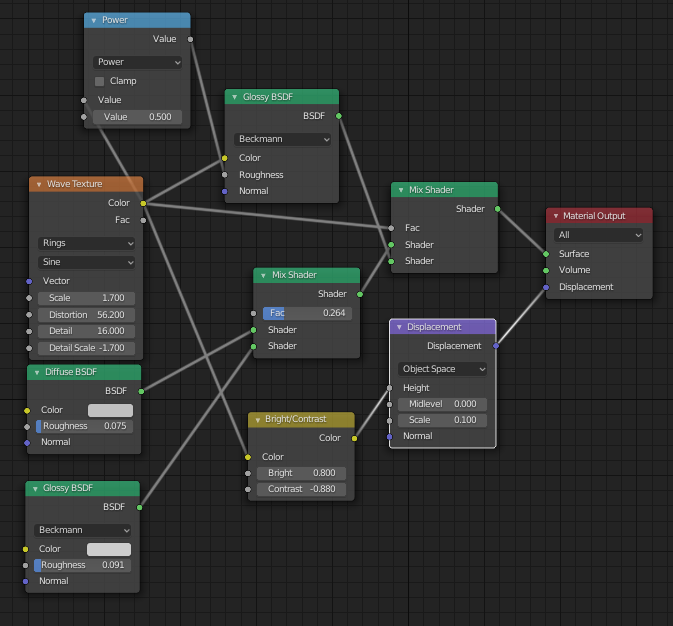 Power
Value
Power
Clamp
Value
Value 0.500
Glossy BSDF
BSDF
Beckmann
Color
Roughness
Normal
Wave Texture
Color
Fac
Rings
Sine
Vector
Scale 1.700
Distortion 56.200
Detail 16.000
Detail Scale -1.700
Mix Shader
Shader
Fac
Shader
Shader
Material Output
All
Surface
Volume
Displacement
Mix Shader
Shader
Fac 0.264
Shader
Shader
Displacement
Displacement
Object Space
Height
Midlevel 0.000
Scale 0.100
Normal
Diffuse BSDF
BSDF
Color
Roughness 0.075
Normal
Bright/Contrast
Color
Color
Bright 0.800
Contrast -0.880
Glossy BSDF
BSDF
Beckmann
Color
Roughness 0.091
Normal